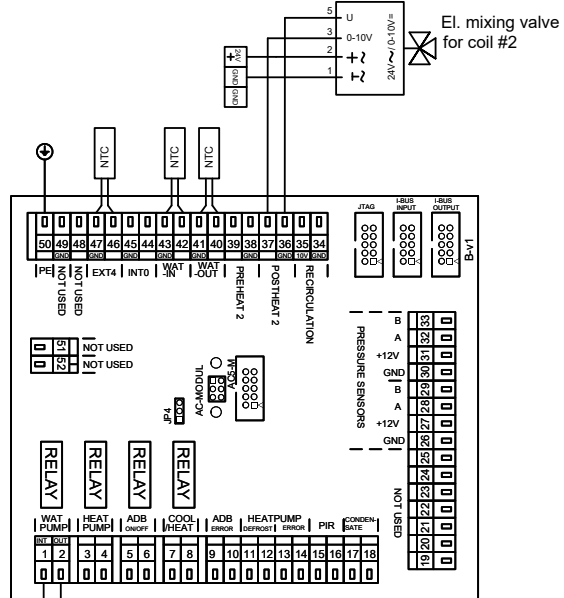 5 U
3 0-10V
2 +~
1 T~
24V~/0-10V=
El. mixing valve
for coil #2
+ 24V
GND
GND
NTC
NTC
NTC
JTAG
I-BUS
INPUT
I-BUS
OUTPUT
B-v1
50 49 48 47 46 45 44 43 42 41 40 39 38 37 36 35 34
GND GND GND GND GND GND GND 10V GND
PE
NOT USED
NOT USED
EXT4
INT0
WAT
-IN
WAT
-OUT
PREHEAT 2
POSTHEAT 2
RECIRCULATION
51 NOT USED
52 NOT USED
JP4
AC-MODUL
AC5-M
PRESSURE SENSORS
B 33
A 32
+12V 31
GND 30
B 29
A 28
+12V 27
GND 26
25
24
23
22
21
20
19
NOT USED
RELAY
RELAY
RELAY
RELAY
WAT
PUMP
HEAT
PUMP
ADB
ON/OFF
COOL
/HEAT
ADB
ERROR
HEATPUMP
DEFROST ERROR
PIR
CONDEN-
SATE
INT OUT
1 2 3 4 5 6 7 8 9 10 11 12 13 14 15 16 17 18